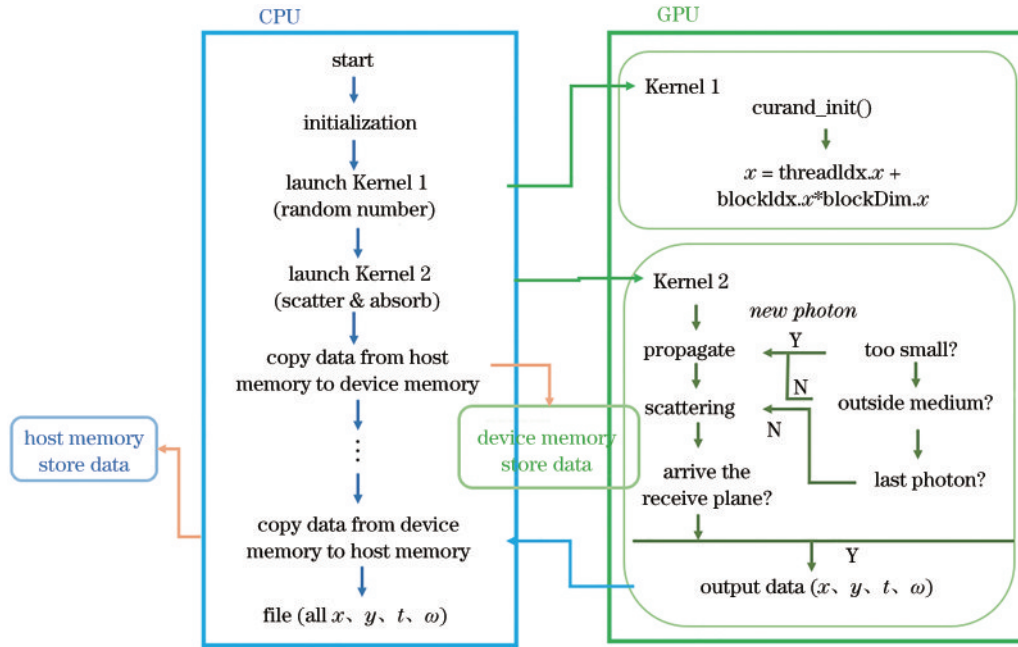 CPU
start
initialization
launch Kernel 1
(random number)
launch Kernel 2
(scatter & absorb)
copy data from host
memory to device memory
⋮
copy data from device
memory to host memory
file (all x、y、t、ω)
host memory
store data
device memory
store data
GPU
Kernel 1
curand_init()
x = threadIdx.x +
blockIdx.x*blockDim.x
Kernel 2
new photon
propagate
Y
too small?
N
scattering
outside medium?
N
arrive the
receive plane?
last photon?
Y
output data (x、y、t、ω)